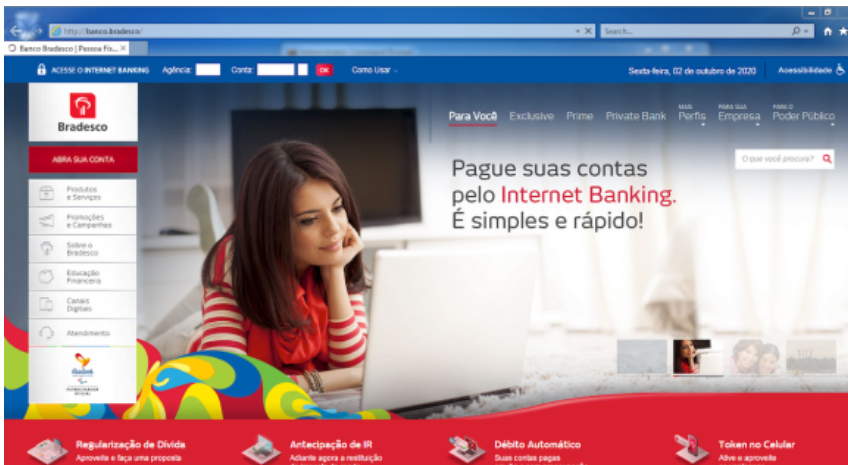 http://banco.bradesco/
Search...
Banco Bradesco | Pessoa Fís...
ACESSE O INTERNET BANKING Agência: Conta: OK Como Usar
Sexta-feira, 02 de outubro de 2020 Acessibilidade
Bradesco
Para Você Exclusive Prime Private Bank MAIS Perfis PARA SUA Empresa PARA O Poder Público
ABRA SUA CONTA
O que você procura?
Pague suas contas
pelo Internet Banking.
É simples e rápido!
Produtos
e Serviços
Promoções
e Campanhas
Sobre o
Bradesco
Educação
Financeira
Canais
Digitais
Atendimento
Regularização de Dívida
Aproveite e faça uma proposta
Antecipação de IR
Adiante agora a restituição
Débito Automático
Suas contas pagas
Token no Celular
Ative e aproveite